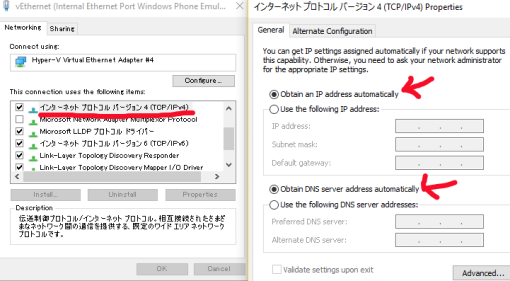 vEthernet (Internal Ethernet Port Windows Phone Emul...
Networking Sharing
Connect using:
Hyper-V Virtual Ethernet Adapter #4
Configure...
This connection uses the following items:
インターネット プロトコル バージョン 4 (TCP/IPv4)
Microsoft Network Adapter Multiplexor Protocol
Microsoft LLDP プロトコル ドライバー
インターネット プロトコル バージョン 6 (TCP/IPv6)
Link-Layer Topology Discovery Responder
Link-Layer Topology Discovery Mapper I/O Driver
Install...
Uninstall
Properties
Description
伝送制御プロトコル/インターネット プロトコル。相互接続されたさまざ
まなネットワーク間の通信を提供する、既定のワイド エリア ネットワーク
プロトコルです。
OK
Cancel
インターネット プロトコル バージョン 4 (TCP/IPv4) Properties
General Alternate Configuration
You can get IP settings assigned automatically if your network supports
this capability. Otherwise, you need to ask your network administrator
for the appropriate IP settings.
Obtain an IP address automatically
Use the following IP address:
IP address:
Subnet mask:
Default gateway:
Obtain DNS server address automatically
Use the following DNS server addresses:
Preferred DNS server:
Alternate DNS server:
Validate settings upon exit
Advanced...